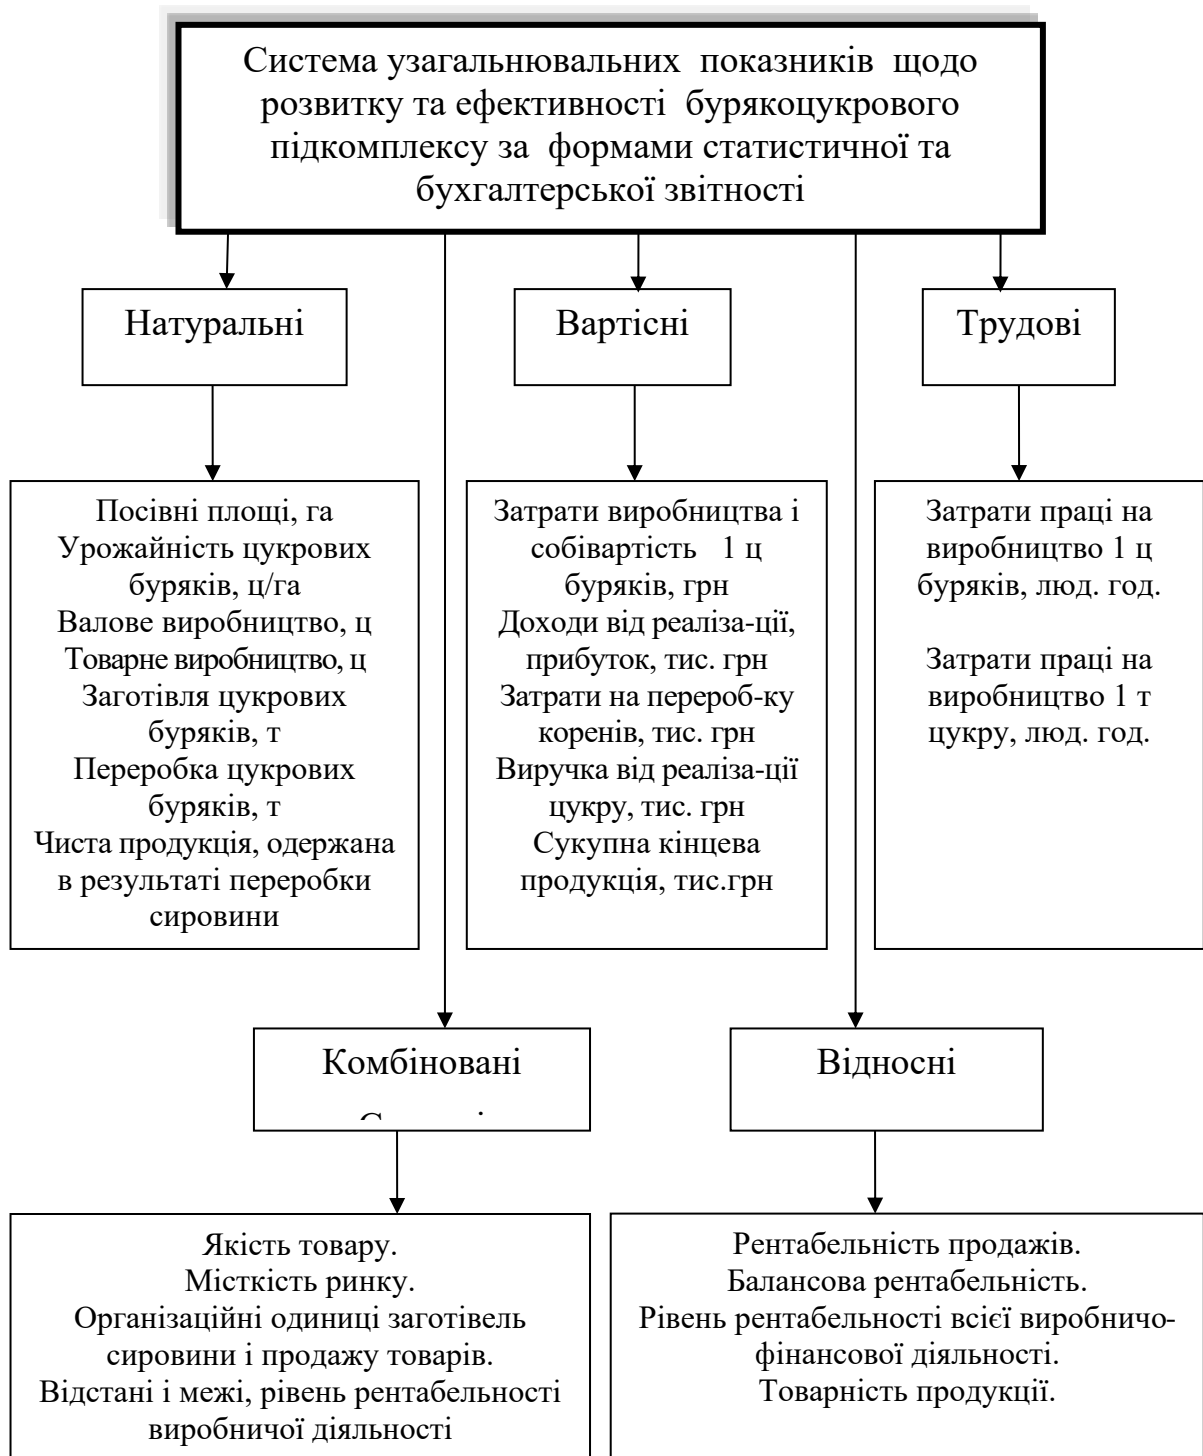 Система узагальнювальних показників щодо
розвитку та ефективності бурякоцукрового
підкомплексу за формами статистичної та
бухгалтерської звітності
Натуральні
Вартісні
Трудові
Посівні площі, га
Урожайність цукрових
буряків, ц/га
Валове виробництво, ц
Товарне виробництво, ц
Заготівля цукрових
буряків, т
Переробка цукрових
буряків, т
Чиста продукція, одержана
в результаті переробки
сировини
Затрати виробництва і
собівартість 1 ц
буряків, грн
Доходи від реаліза-ції,
прибуток, тис. грн
Затрати на перероб-ку
коренів, тис. грн
Виручка від реаліза-ції
цукру, тис. грн
Сукупна кінцева
продукція, тис.грн
Затрати праці на
виробництво 1 ц
буряків, люд. год.
Затрати праці на
виробництво 1 т
цукру, люд. год.
Комбіновані
Відносні
Якість товару.
Місткість ринку.
Організаційні одиниці заготівель
сировини і продажу товарів.
Відстані і межі, рівень рентабельності
виробничої діяльності
Рентабельність продажів.
Балансова рентабельність.
Рівень рентабельності всієї виробничо-
фінансової діяльності.
Товарність продукції.